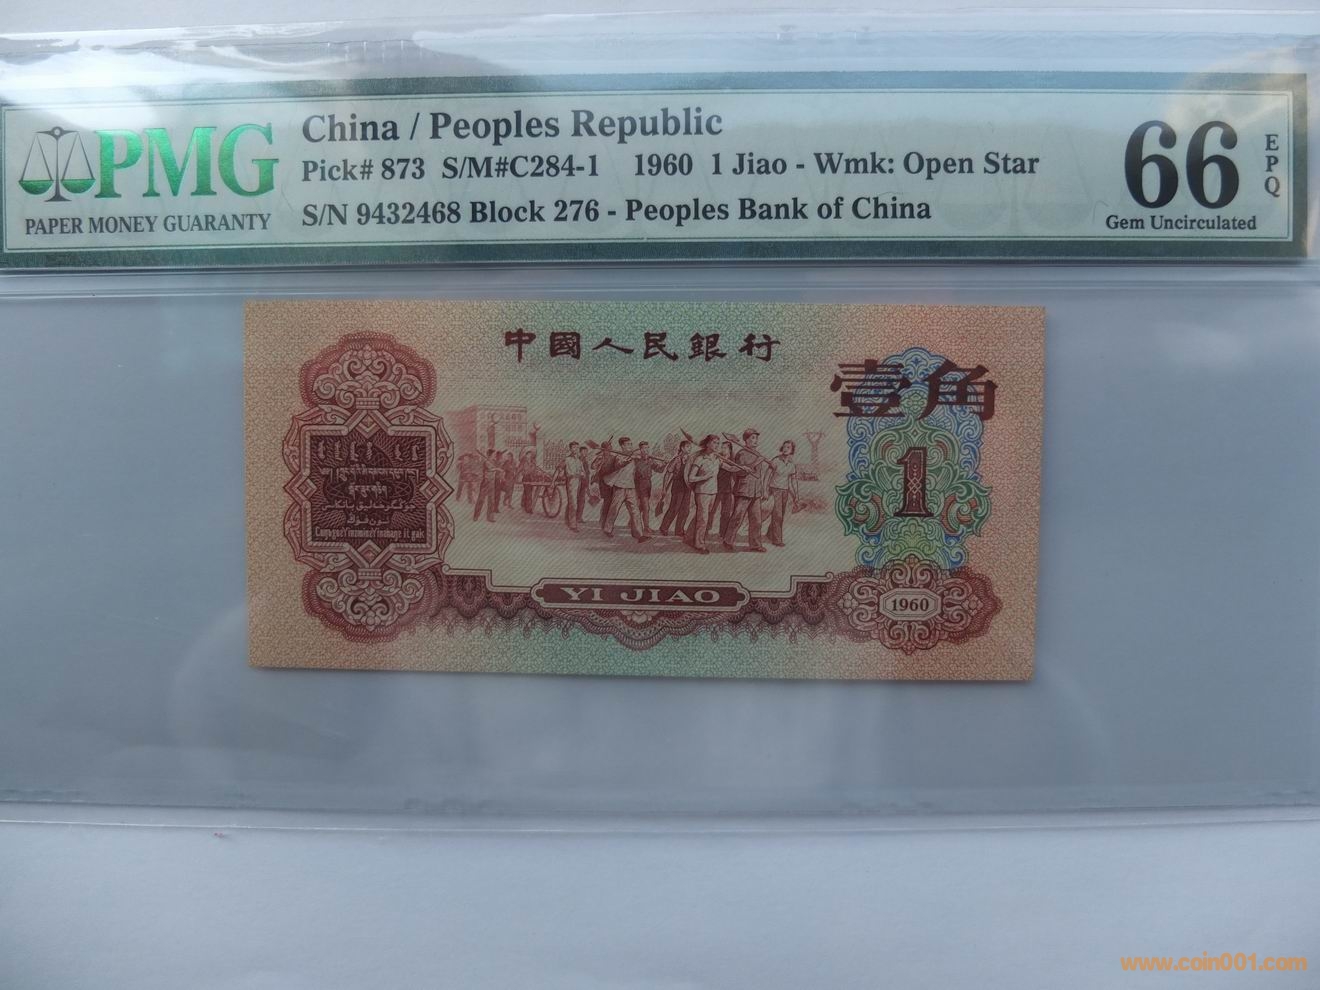 PMG
PAPER MONEY GUARANTY
China / Peoples Republic
Pick# 873 S/M#C284-1 1960 1 Jiao - Wmk: Open Star
S/N 9432468 Block 276 - Peoples Bank of China
66
EPQ
Gem Uncirculated
中國人民銀行
壹角
1
YI JIAO
1960
www.coin001.com